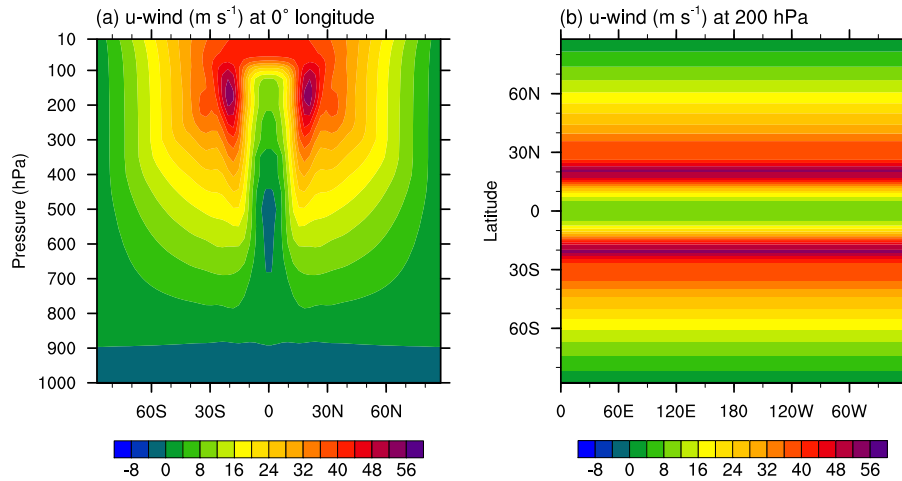 (a) u-wind (m s⁻¹) at 0° longitude
10
100
200
300
400
500
600
700
800
900
1000
Pressure (hPa)
60S 30S 0 30N 60N
-8 0 8 16 24 32 40 48 56
(b) u-wind (m s⁻¹) at 200 hPa
60N
30N
0
30S
60S
Latitude
0 60E 120E 180 120W 60W
-8 0 8 16 24 32 40 48 56